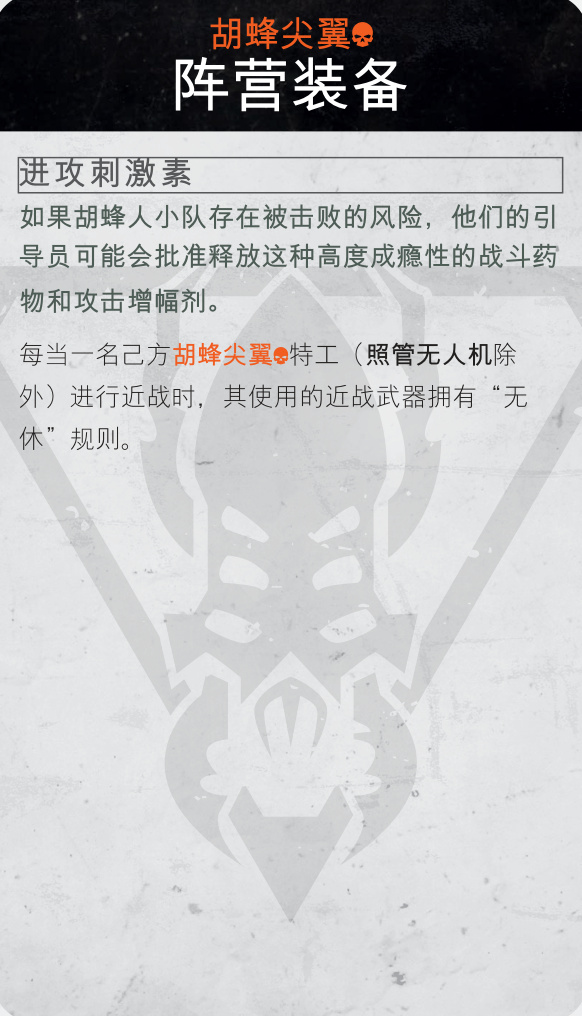 胡蜂尖翼
阵营装备
进攻刺激素
如果胡蜂人小队存在被击败的风险，他们的引
导员可能会批准释放这种高度成瘾性的战斗药
物和攻击增幅剂。
每当一名己方胡蜂尖翼特工（照管无人机除
外）进行近战时，其使用的近战武器拥有“无
休”规则。